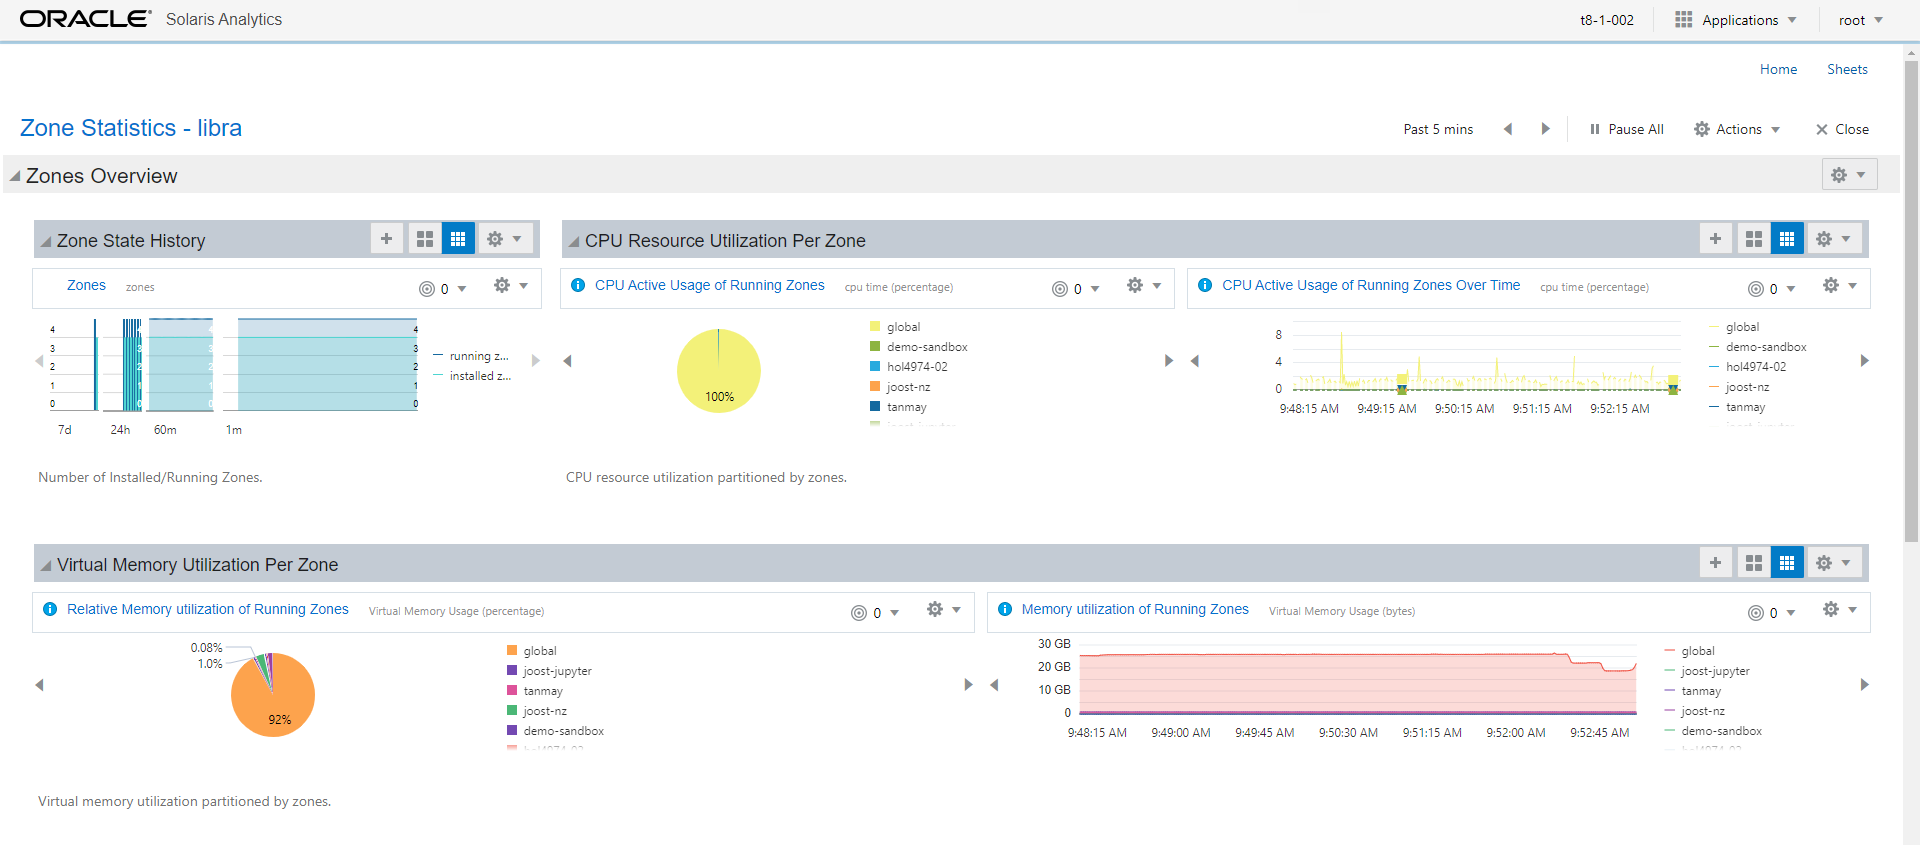 ORACLE Solaris Analytics t8-1-002 Applications root
Home Sheets
Zone Statistics - libra Past 5 mins Pause All Actions Close
Zones Overview
Zone State History
Zones zones 0
4
3
2
1
0
4
3
2
1
0
running z...
installed z...
7d 24h 60m 1m
Number of Installed/Running Zones.
CPU Resource Utilization Per Zone
CPU Active Usage of Running Zones cpu time (percentage) 0
100%
global
demo-sandbox
hol4974-02
joost-nz
tanmay
joost-jupyter
CPU Active Usage of Running Zones Over Time cpu time (percentage) 0
8
4
0
9:48:15 AM 9:49:15 AM 9:50:15 AM 9:51:15 AM 9:52:15 AM
global
demo-sandbox
hol4974-02
joost-nz
tanmay
joost-jupyter
CPU resource utilization partitioned by zones.
Virtual Memory Utilization Per Zone
Relative Memory utilization of Running Zones Virtual Memory Usage (percentage) 0
0.08%
1.0%
92%
global
joost-jupyter
tanmay
joost-nz
demo-sandbox
hol4974-02
Memory utilization of Running Zones Virtual Memory Usage (bytes) 0
30 GB
20 GB
10 GB
0
9:48:15 AM 9:49:00 AM 9:49:45 AM 9:50:30 AM 9:51:15 AM 9:52:00 AM 9:52:45 AM
global
joost-jupyter
tanmay
joost-nz
demo-sandbox
hol4974-02
Virtual memory utilization partitioned by zones.